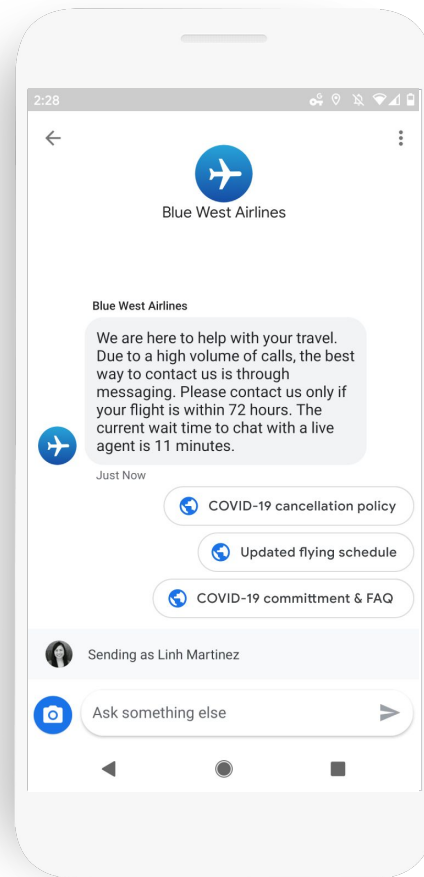 2:28
Blue West Airlines
Blue West Airlines
We are here to help with your travel.
Due to a high volume of calls, the best
way to contact us is through
messaging. Please contact us only if
your flight is within 72 hours. The
current wait time to chat with a live
agent is 11 minutes.
Just Now
COVID-19 cancellation policy
Updated flying schedule
COVID-19 committment & FAQ
Sending as Linh Martinez
Ask something else